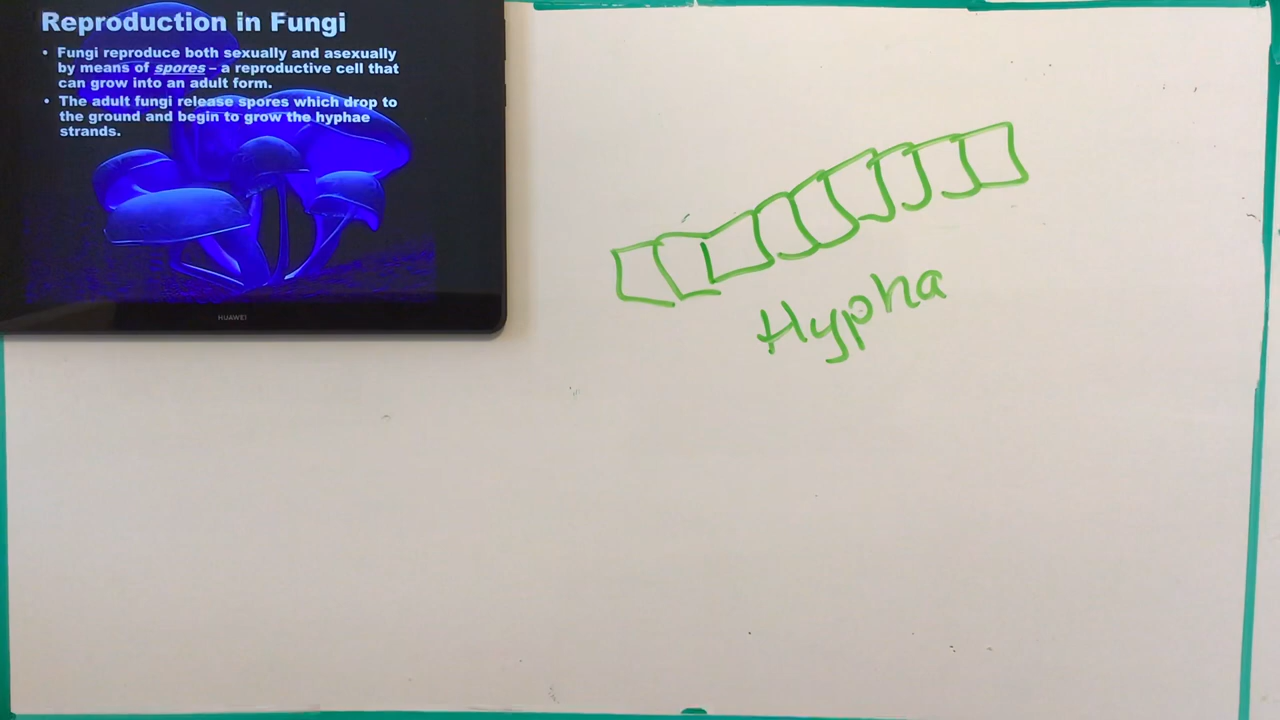 Reproduction in Fungi
• Fungi reproduce both sexually and asexually
by means of spores – a reproductive cell that
can grow into an adult form.
• The adult fungi release spores which drop to
the ground and begin to grow the hyphae
strands.
HUAWEI
Hypha